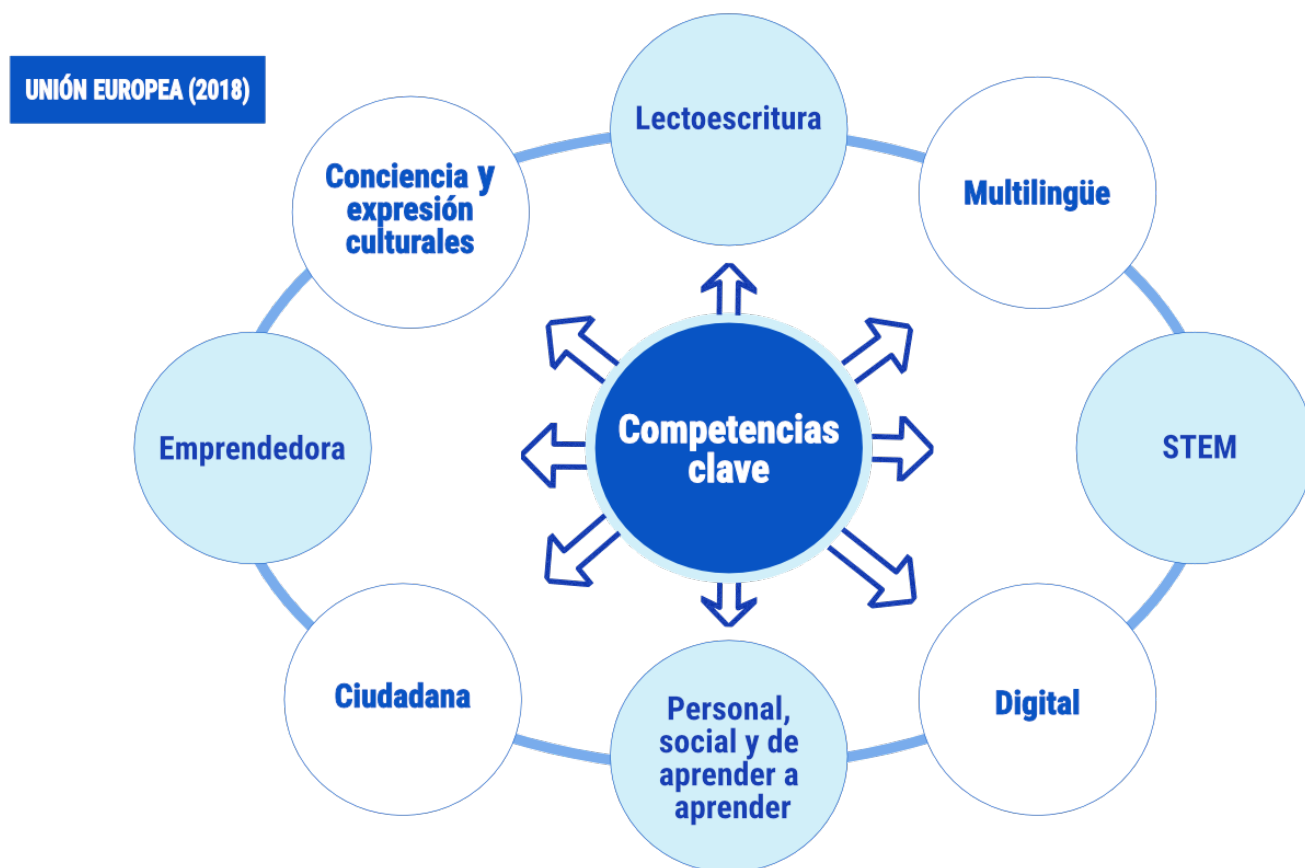 UNIÓN EUROPEA (2018)
Lectoescritura
Multilingüe
STEM
Digital
Personal,
social y de
aprender a
aprender
Ciudadana
Emprendedora
Conciencia y
expresión
culturales
Competencias
clave